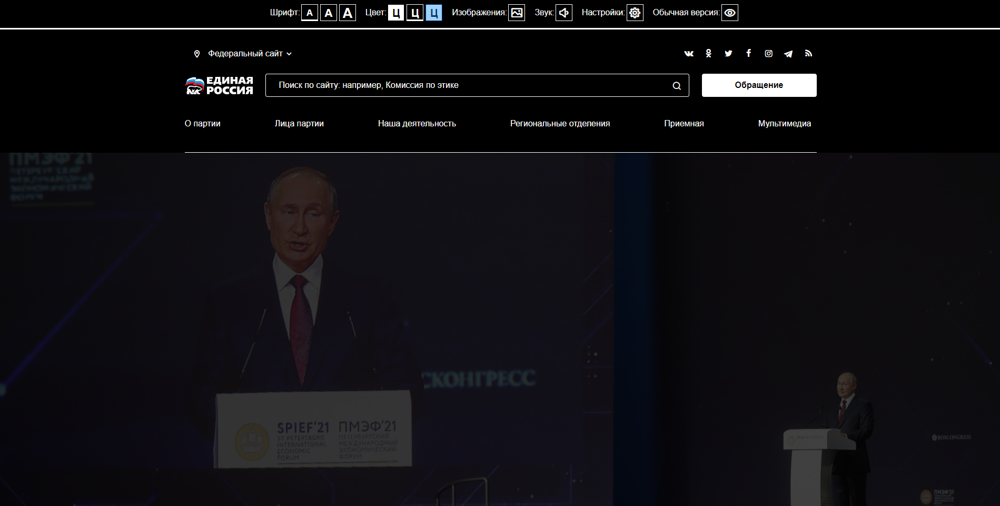 Шрифт: А А А Цвет: Ц Ц Ц Изображения: Звук: Настройки: Обычная версия:
Федеральный сайт
ЕДИНАЯ
РОССИЯ
Поиск по сайту: например, Комиссия по этике
Обращение
О партии Лица партии Наша деятельность Региональные отделения Приемная Мультимедиа
ПМЭФ'21
ПЕТЕРБУРГСКИЙ
МЕЖДУНАРОДНЫЙ
ЭКОНОМИЧЕСКИЙ
ФОРУМ
СКОНГРЕСС
SPIEF'21
ST. PETERSBURG
INTERNATIONAL
ECONOMIC
FORUM
ПМЭФ'21
ПЕТЕРБУРГСКИЙ
МЕЖДУНАРОДНЫЙ
ЭКОНОМИЧЕСКИЙ
ФОРУМ
ROSCONGRESS
ПМЭФ'21